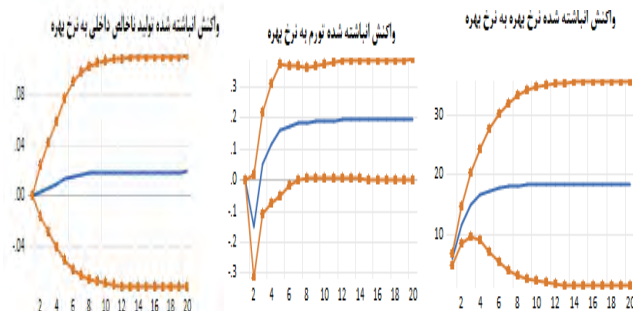 واکنش انباشته شده تولید ناخالص داخلی به نرخ بهره
.08
.04
.00
-.04
2 4 6 8 10 12 14 16 18 20
واکنش انباشته شده تورم به نرخ بهره
.3
.2
.1
.0
-.1
-.2
-.3
2 4 6 8 10 12 14 16 18 20
واکنش انباشته شده نرخ بهره به نرخ بهره
30
20
10
2 4 6 8 10 12 14 16 18 20